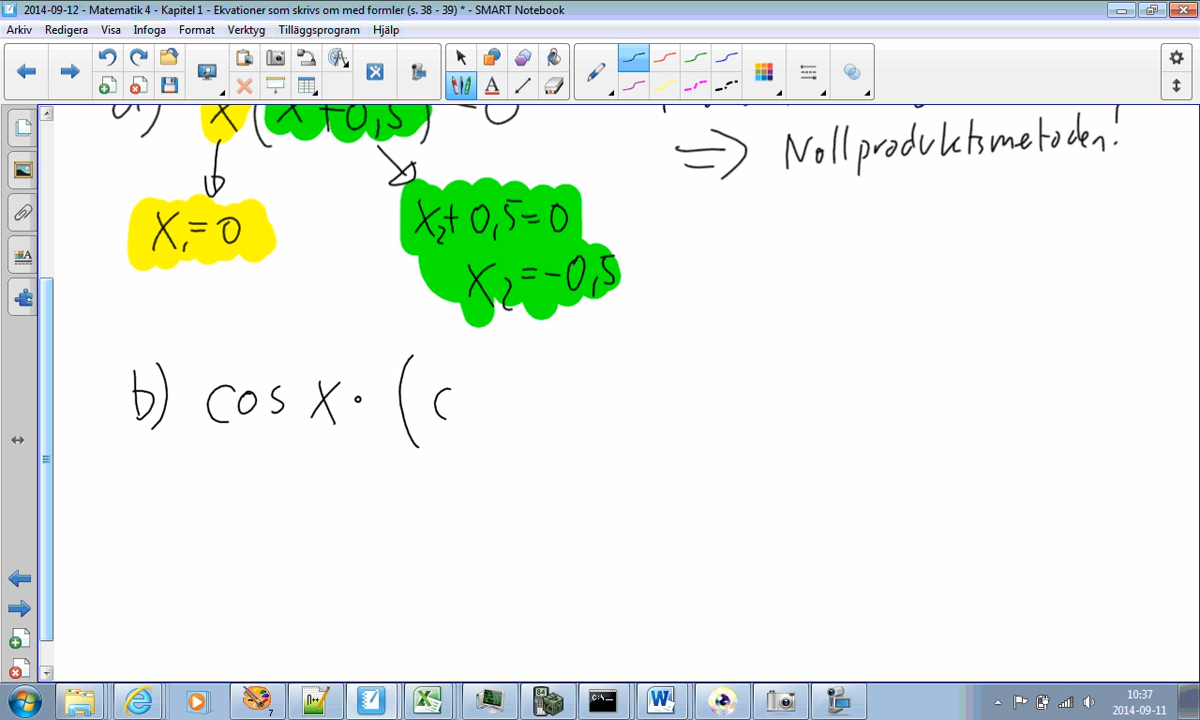 2014-09-12 - Matematik 4 - Kapitel 1 - Ekvationer som skrivs om med formler (s. 38 - 39) * - SMART Notebook
Arkiv Redigera Visa Infoga Format Verktyg Tilläggsprogram Hjälp
a) x(x+0,5) = 0
=> Nollproduktsmetoden!
x₁ = 0
x₂ + 0,5 = 0
x₂ = -0,5
b) cos x · (c
10:37
2014-09-11